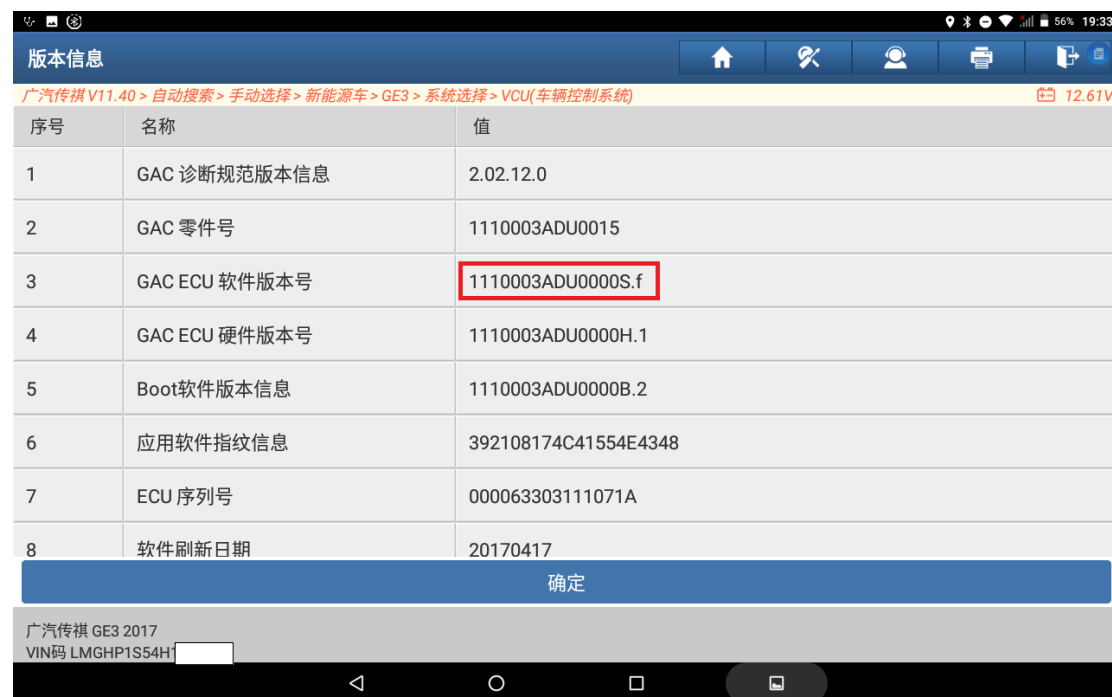 56% 19:33
版本信息
广汽传祺 V11.40 > 自动搜索 > 手动选择 > 新能源车 > GE3 > 系统选择 > VCU(车辆控制系统) 12.61V
序号 名称 值
1 GAC 诊断规范版本信息 2.02.12.0
2 GAC 零件号 1110003ADU0015
3 GAC ECU 软件版本号 1110003ADU0000S.f
4 GAC ECU 硬件版本号 1110003ADU0000H.1
5 Boot软件版本信息 1110003ADU0000B.2
6 应用软件指纹信息 392108174C41554E4348
7 ECU 序列号 000063303111071A
8 软件刷新日期 20170417
确定
广汽传祺 GE3 2017
VIN码 LMGHP1S54H1